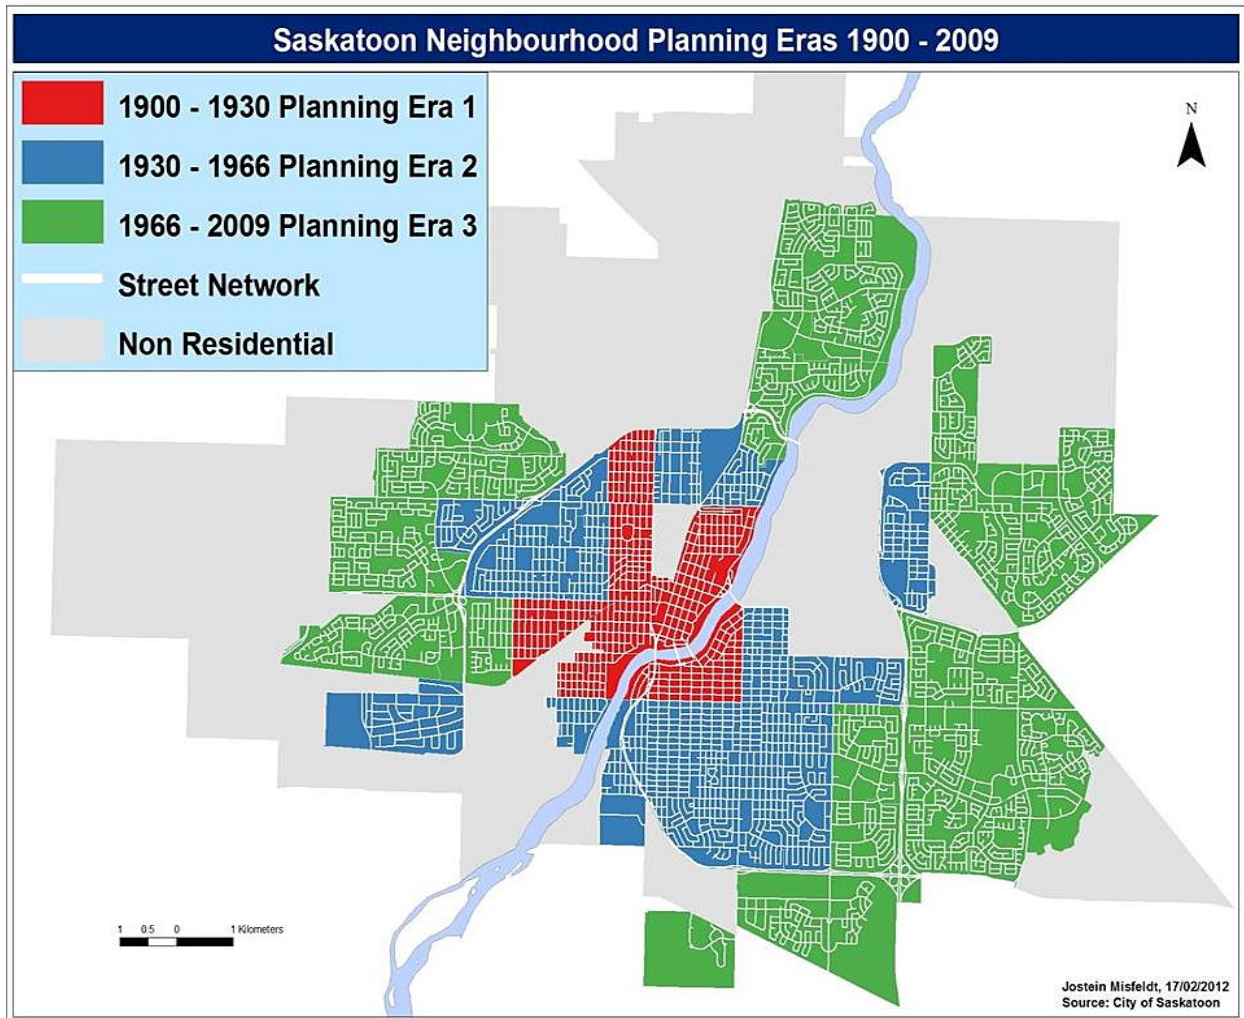 Saskatoon Neighbourhood Planning Eras 1900 - 2009
1900 - 1930 Planning Era 1
1930 - 1966 Planning Era 2
1966 - 2009 Planning Era 3
Street Network
Non Residential
N
1 0.5 0 1 Kilometers
Jostein Misfeldt, 17/02/2012
Source: City of Saskatoon